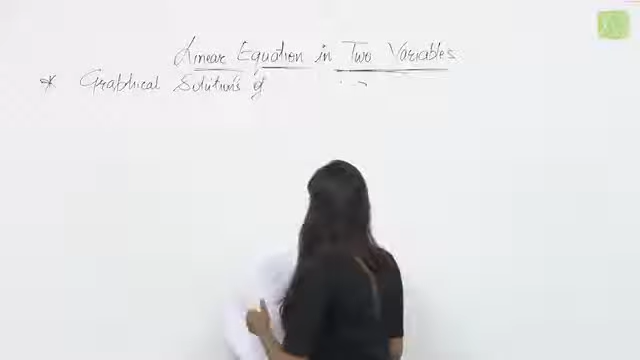 Linear Equation in Two Variables
* Graphical Solutions of